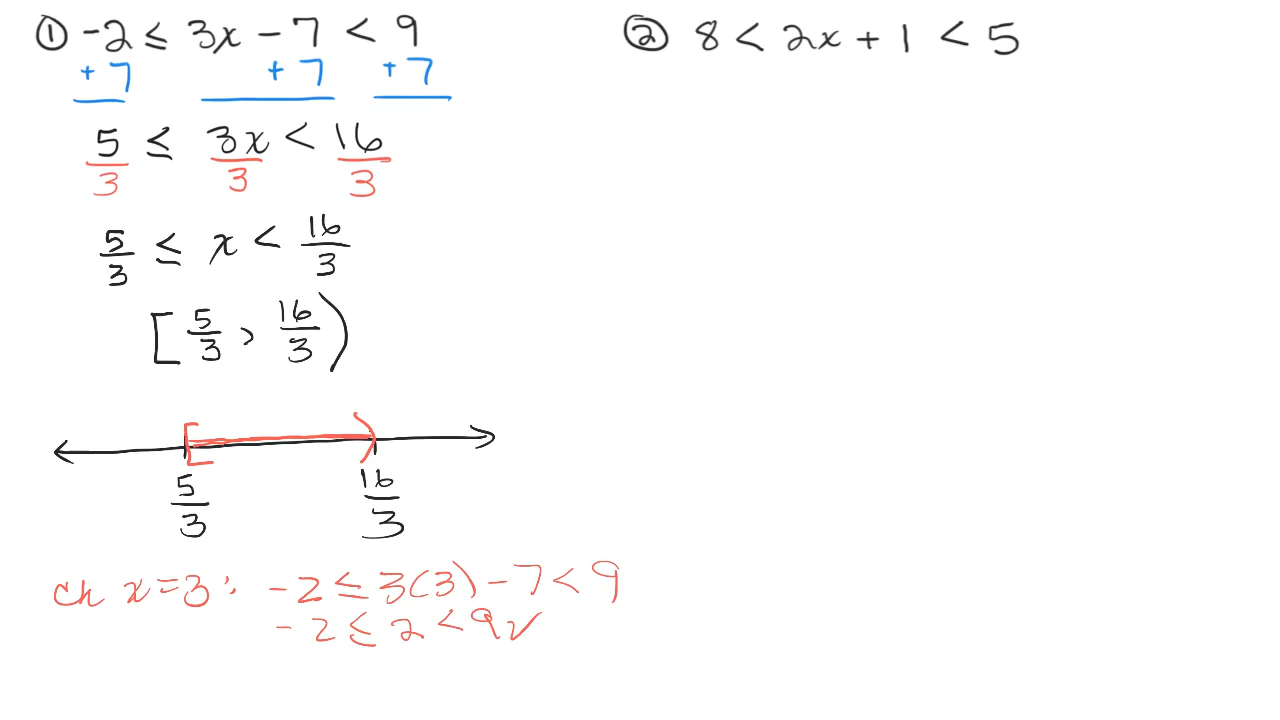 ① -2 ≤ 3x - 7 < 9
+ 7 + 7 + 7
5 ≤ 3x < 16
3 3 3
5/3 ≤ x < 16/3
[5/3, 16/3)
5/3 16/3
ch x = 3: -2 ≤ 3(3) - 7 < 9
-2 ≤ 2 < 9 ✓
② 8 < 2x + 1 < 5